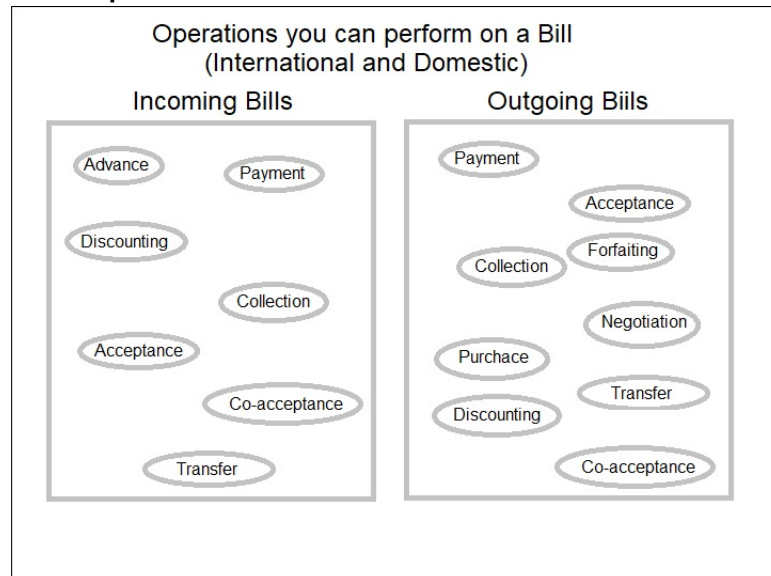 Operations you can perform on a Bill
(International and Domestic)
Incoming Bills
Advance
Payment
Discounting
Collection
Acceptance
Co-acceptance
Transfer
Outgoing Biils
Payment
Acceptance
Forfaiting
Collection
Negotiation
Purchace
Transfer
Discounting
Co-acceptance